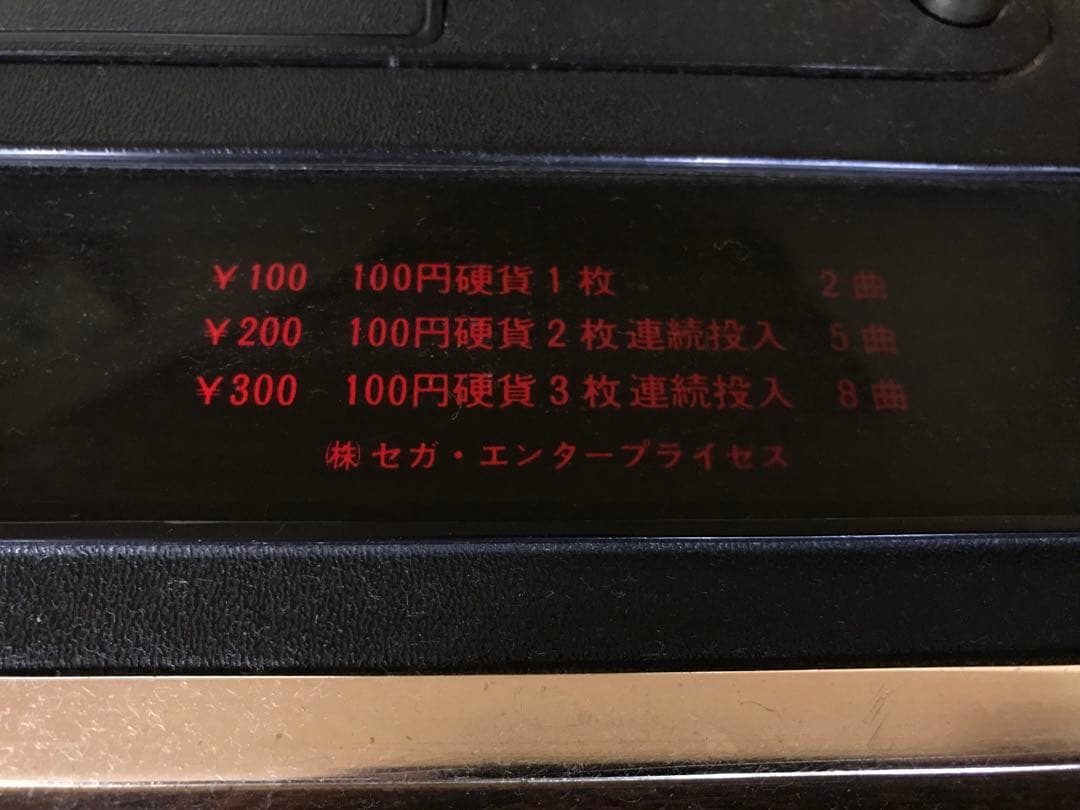 ￥100 100円硬貨1枚 2曲
￥200 100円硬貨2枚連続投入 5曲
￥300 100円硬貨3枚連続投入 8曲
㈱セガ・エンタープライセス